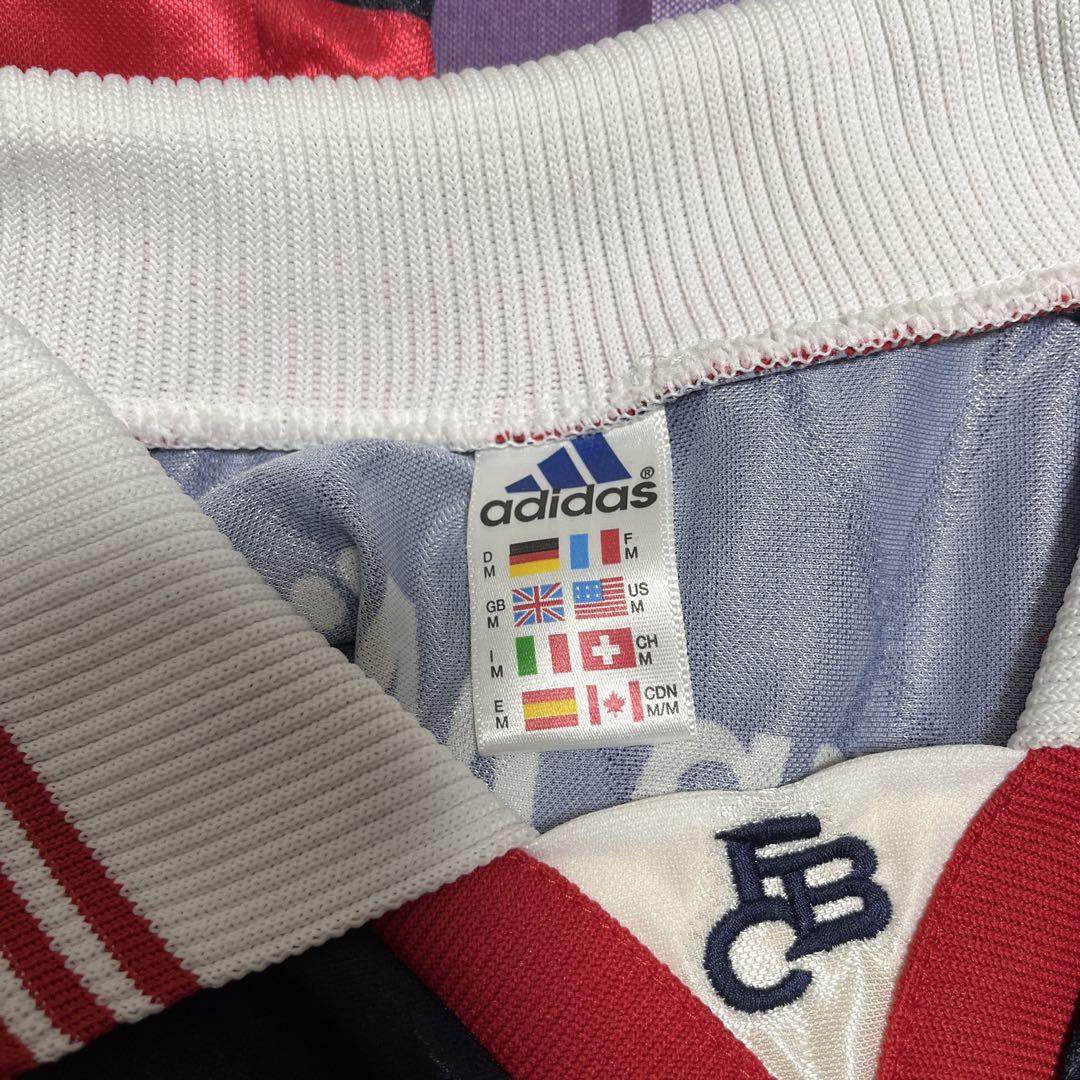 adidas®
D M F M
GB M US M
I M CH M
E M CDN M/M
FCB